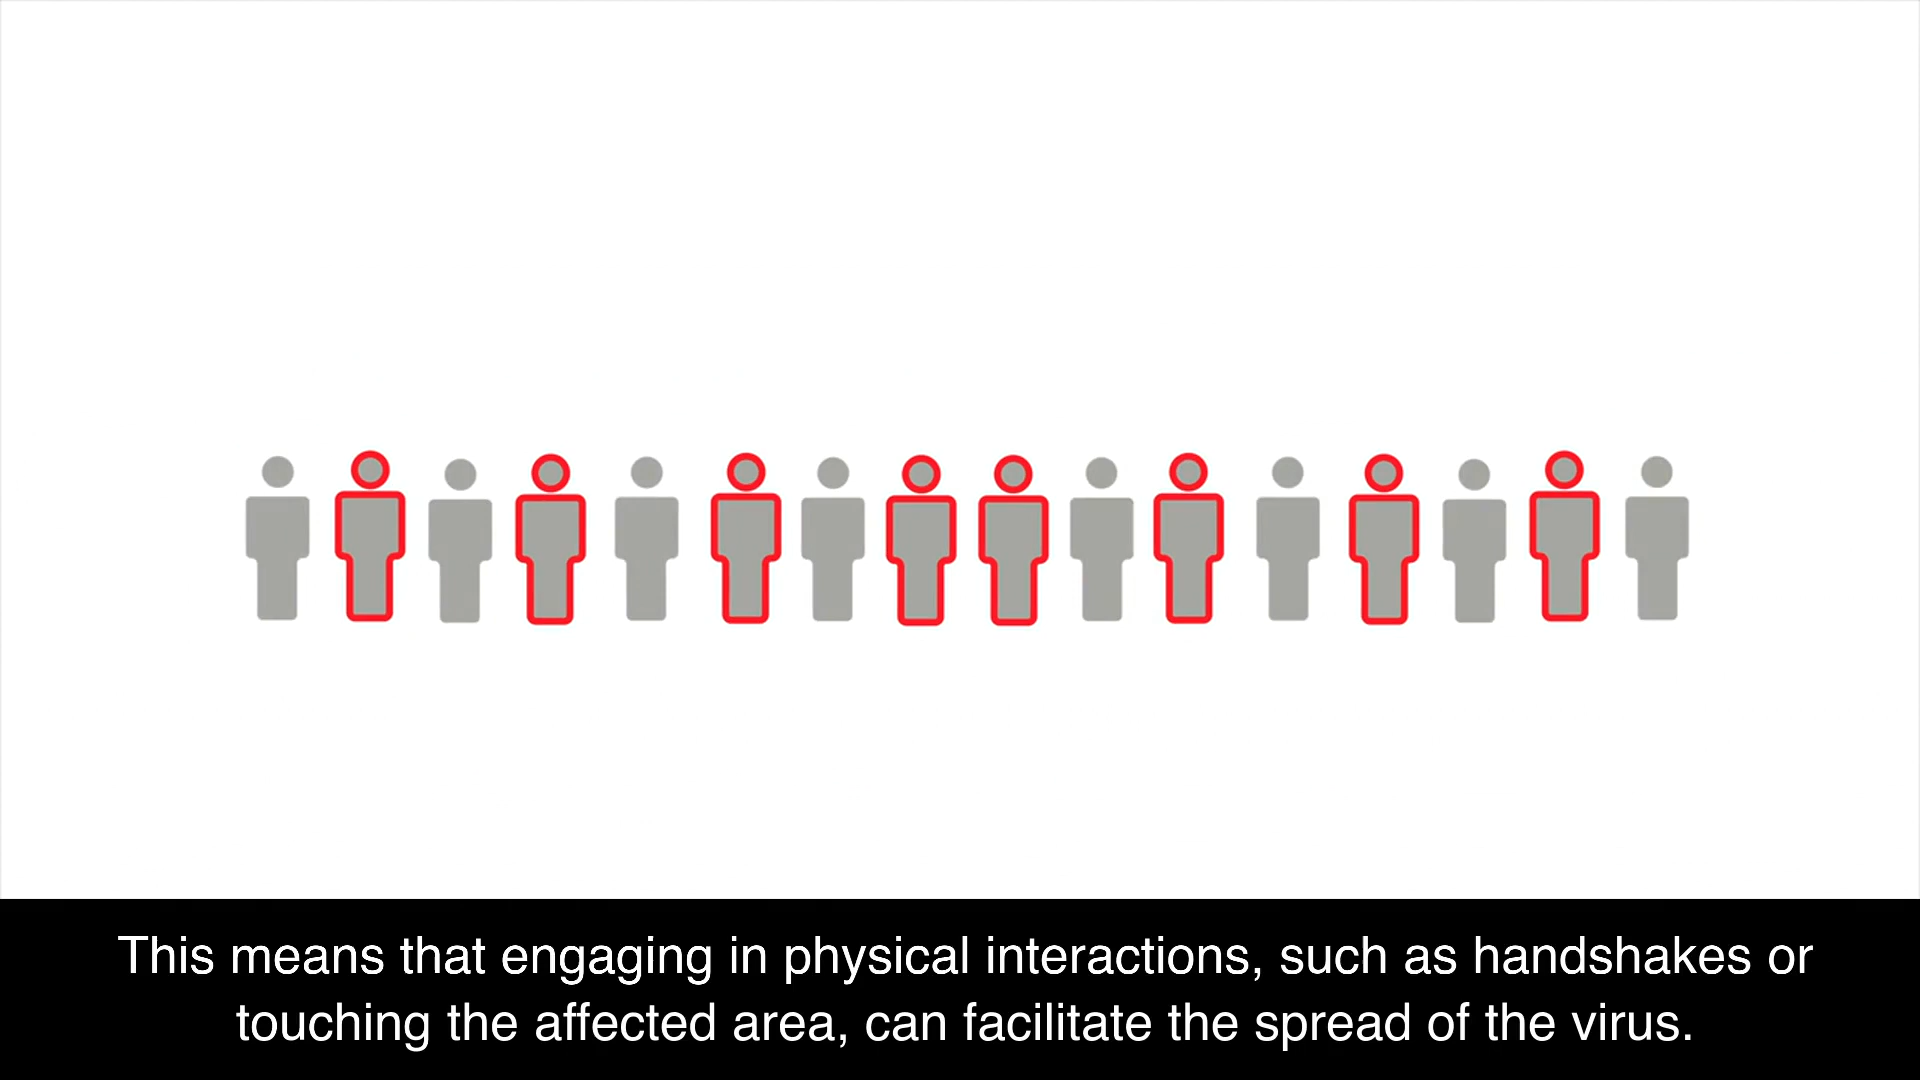 This means that engaging in physical interactions, such as handshakes or
touching the affected area, can facilitate the spread of the virus.